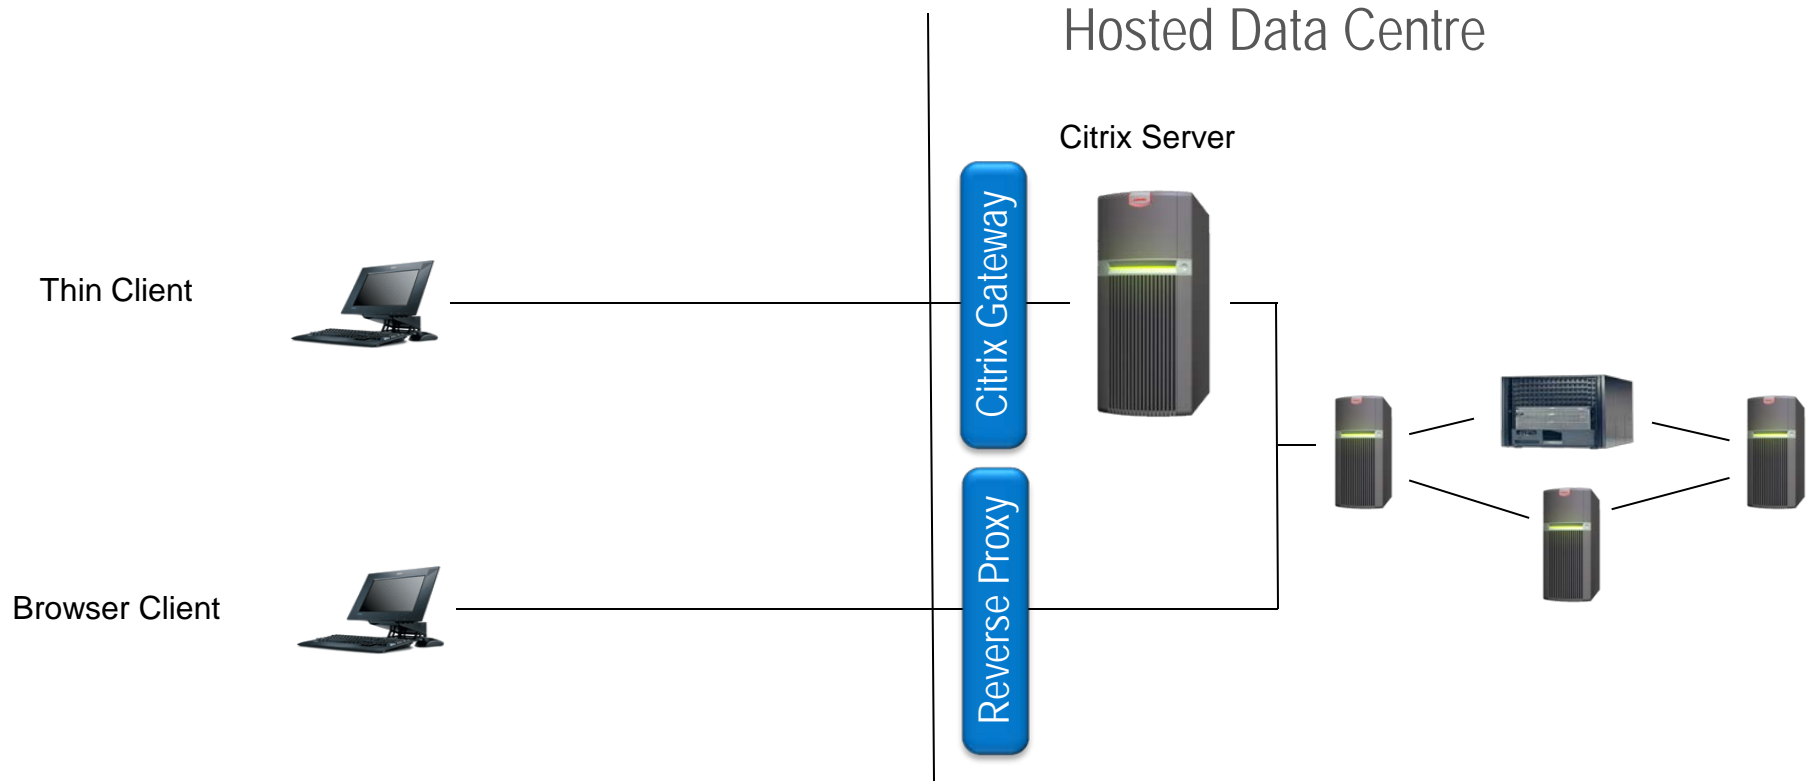 Hosted Data Centre
Citrix Server
Citrix Gateway
Thin Client
Reverse Proxy
Browser Client